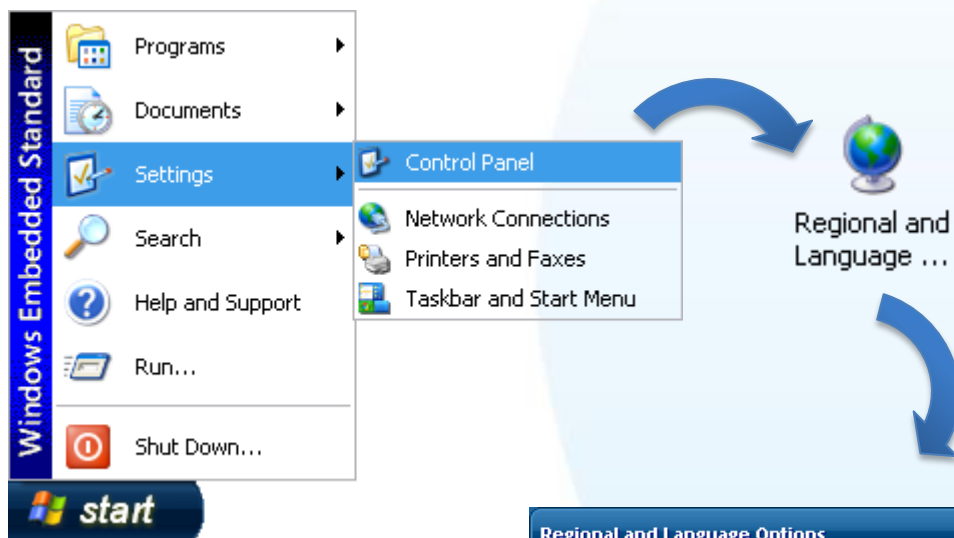 Windows Embedded Standard
Programs
Documents
Settings
Search
Help and Support
Run...
Shut Down...
start
Control Panel
Network Connections
Printers and Faxes
Taskbar and Start Menu
Regional and
Language ...
Regional and Language Options